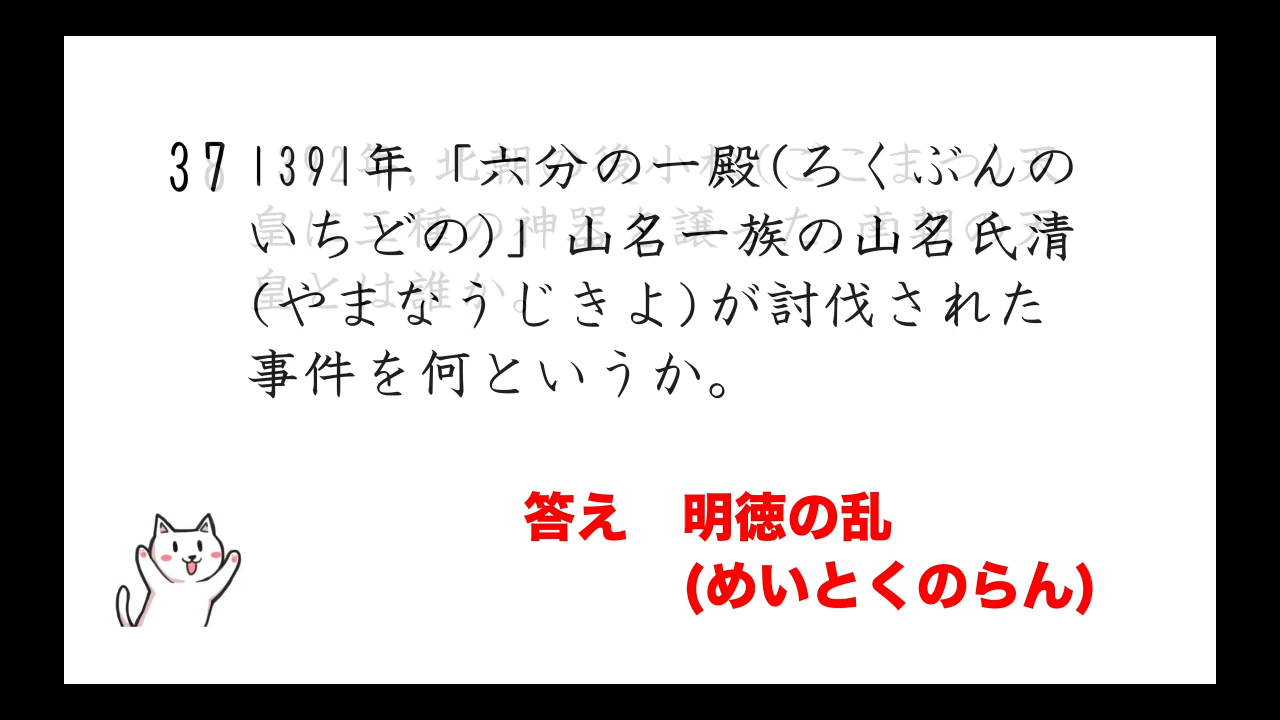 37 1391年「六分の一殿(ろくぶんの
いちどの)」山名一族の山名氏清
(やまなうじきよ)が討伐された
事件を何というか。
答え　明徳の乱
(めいとくのらん)